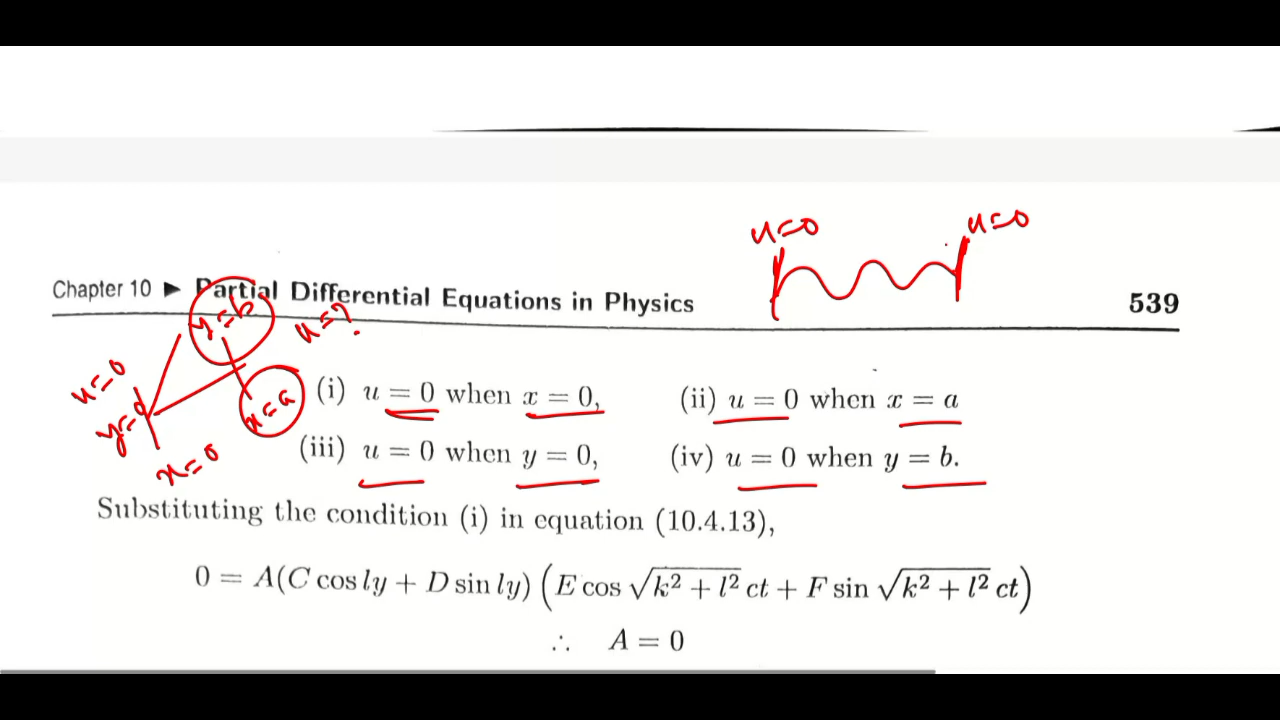 u=0 u=0
Chapter 10 ► Partial Differential Equations in Physics 539
y=b u=?
u=0
y=0
x=0
x=a
(i) u = 0 when x = 0, (ii) u = 0 when x = a
(iii) u = 0 when y = 0, (iv) u = 0 when y = b.
Substituting the condition (i) in equation (10.4.13),
0 = A(C cos ly + D sin ly) (E cos √(k² + l²) ct + F sin √(k² + l²) ct)
∴ A = 0